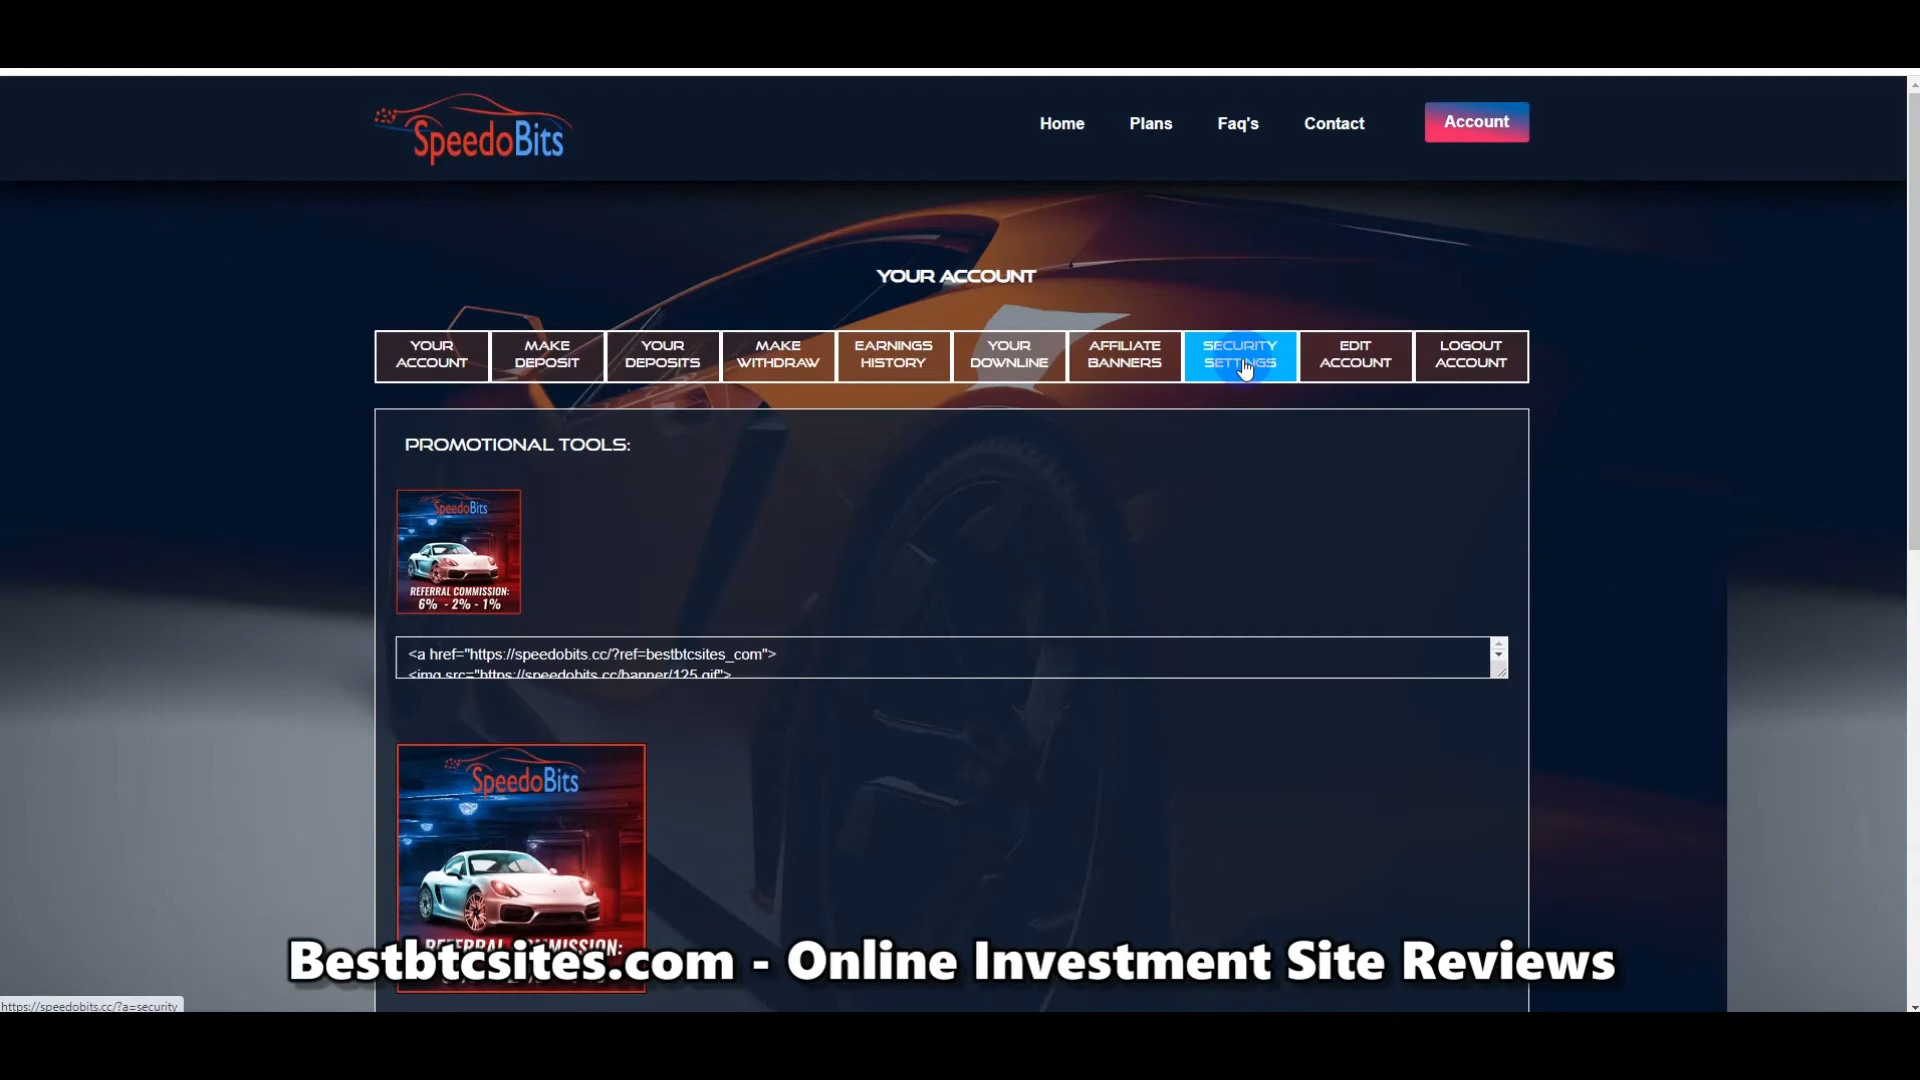 SpeedoBits
Home
Plans
Faq's
Contact
Account
YOUR ACCOUNT
YOUR
ACCOUNT
MAKE
DEPOSIT
YOUR
DEPOSITS
MAKE
WITHDRAW
EARNINGS
HISTORY
YOUR
DOWNLINE
AFFILIATE
BANNERS
SECURITY
SETTINGS
EDIT
ACCOUNT
LOGOUT
ACCOUNT
PROMOTIONAL TOOLS:
SpeedoBits
REFERRAL COMMISSION:
6% - 2% - 1%
<a href="https://speedobits.cc/?ref=bestbtcsites_com">
<img src="https://speedobits.cc/banner/125.gif">
SpeedoBits
REFERRAL COMMISSION:
Bestbtcsites.com - Online Investment Site Reviews
https://speedobits.cc/?a=security